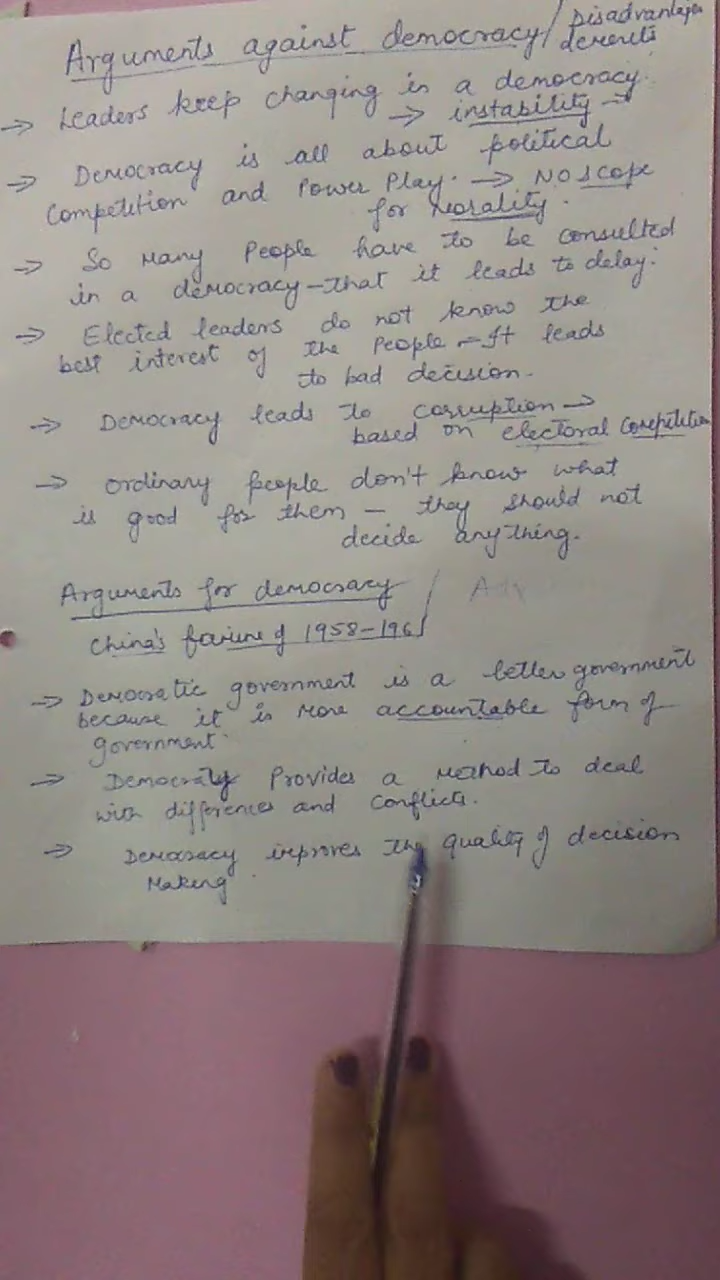 Arguments against democracy / Disadvantages
demerits
→ Leaders keep changing in a democracy.
→ instability →
→ Democracy is all about political
Competition and Power Play. → NO scope
for Morality.
→ So Many People have to be consulted
in a democracy - that it leads to delay.
→ Elected leaders do not know the
best interest of the People - It leads
to bad decision.
→ Democracy leads to corruption →
based on electoral Competition
→ ordinary people don't know what
is good for them - they should not
decide anything.
Arguments for democracy / Ad
China's famine of 1958-1961
→ Democratic government is a better government
because it is More accountable form of
government.
→ Democracy Provides a Method to deal
with differences and Conflicts.
→ Democracy improves the quality of decision
Making.